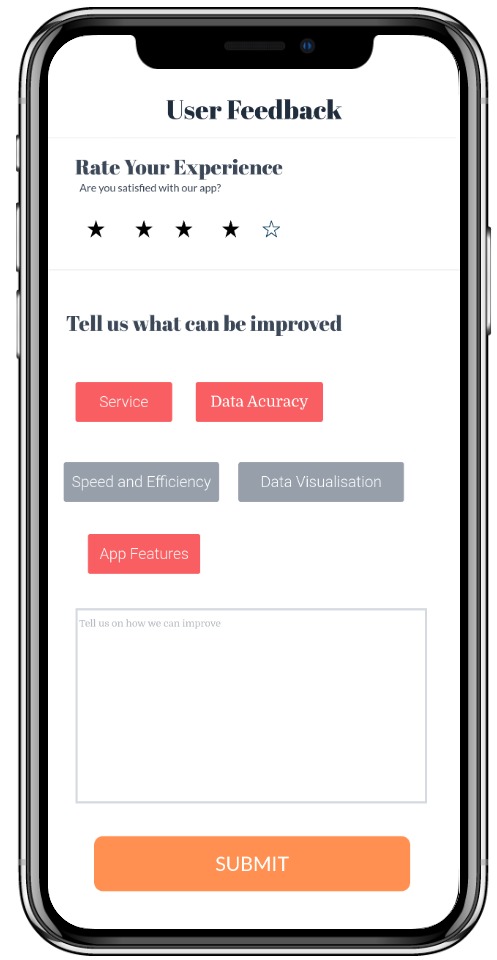 User Feedback
Rate Your Experience
Are you satisfied with our app?
Tell us what can be improved
Service
Data Acuracy
Speed and Efficiency
Data Visualisation
App Features
Tell us on how we can improve
SUBMIT